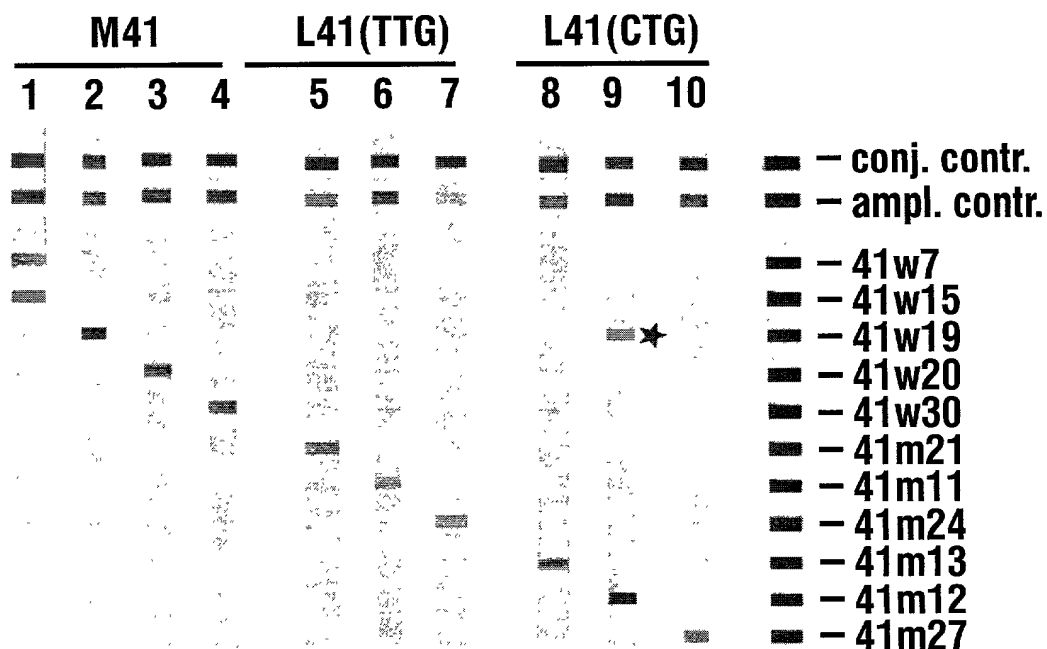 M41 L41(TTG) L41(CTG)
1 2 3 4 5 6 7 8 9 10
– conj. contr.
– ampl. contr.
– 41w7
– 41w15
– 41w19
– 41w20
– 41w30
– 41m21
– 41m11
– 41m24
– 41m13
– 41m12
– 41m27